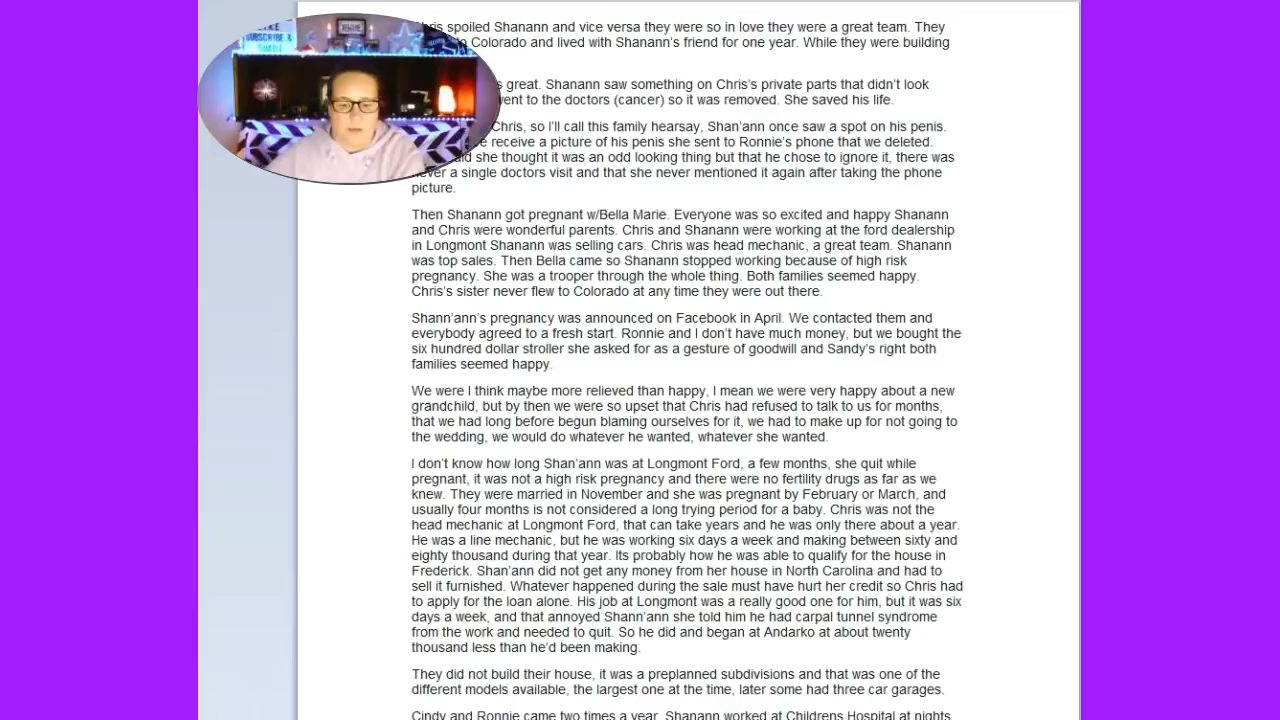 SUBSCRIBE &
spoiled Shanann and vice versa they were so in love they were a great team. They
Colorado and lived with Shanann's friend for one year. While they were building
great. Shanann saw something on Chris's private parts that didn't look
went to the doctors (cancer) so it was removed. She saved his life.
Chris, so I'll call this family hearsay, Shan'ann once saw a spot on his penis.
receive a picture of his penis she sent to Ronnie's phone that we deleted.
she thought it was an odd looking thing but that he chose to ignore it, there was
never a single doctors visit and that she never mentioned it again after taking the phone
picture.
Then Shanann got pregnant w/Bella Marie. Everyone was so excited and happy Shanann
and Chris were wonderful parents. Chris and Shanann were working at the ford dealership
in Longmont Shanann was selling cars. Chris was head mechanic, a great team. Shanann
was top sales. Then Bella came so Shanann stopped working because of high risk
pregnancy. She was a trooper through the whole thing. Both families seemed happy.
Chris's sister never flew to Colorado at any time they were out there.
Shann'ann's pregnancy was announced on Facebook in April. We contacted them and
everybody agreed to a fresh start. Ronnie and I don't have much money, but we bought the
six hundred dollar stroller she asked for as a gesture of goodwill and Sandy's right both
families seemed happy.
We were I think maybe more relieved than happy, I mean we were very happy about a new
grandchild, but by then we were so upset that Chris had refused to talk to us for months,
that we had long before begun blaming ourselves for it, we had to make up for not going to
the wedding, we would do whatever he wanted, whatever she wanted.
I don't know how long Shan'ann was at Longmont Ford, a few months, she quit while
pregnant, it was not a high risk pregnancy and there were no fertility drugs as far as we
knew. They were married in November and she was pregnant by February or March, and
usually four months is not considered a long trying period for a baby. Chris was not the
head mechanic at Longmont Ford, that can take years and he was only there about a year.
He was a line mechanic, but he was working six days a week and making between sixty and
eighty thousand during that year. Its probably how he was able to qualify for the house in
Frederick. Shan'ann did not get any money from her house in North Carolina and had to
sell it furnished. Whatever happened during the sale must have hurt her credit so Chris had
to apply for the loan alone. His job at Longmont was a really good one for him, but it was six
days a week, and that annoyed Shann'ann she told him he had carpal tunnel syndrome
from the work and needed to quit. So he did and began at Andarko at about twenty
thousand less than he'd been making.
They did not build their house, it was a preplanned subdivisions and that was one of the
different models available, the largest one at the time, later some had three car garages.
Cindy and Ronnie came two times a year. Shanann worked at Childrens Hospital at nights